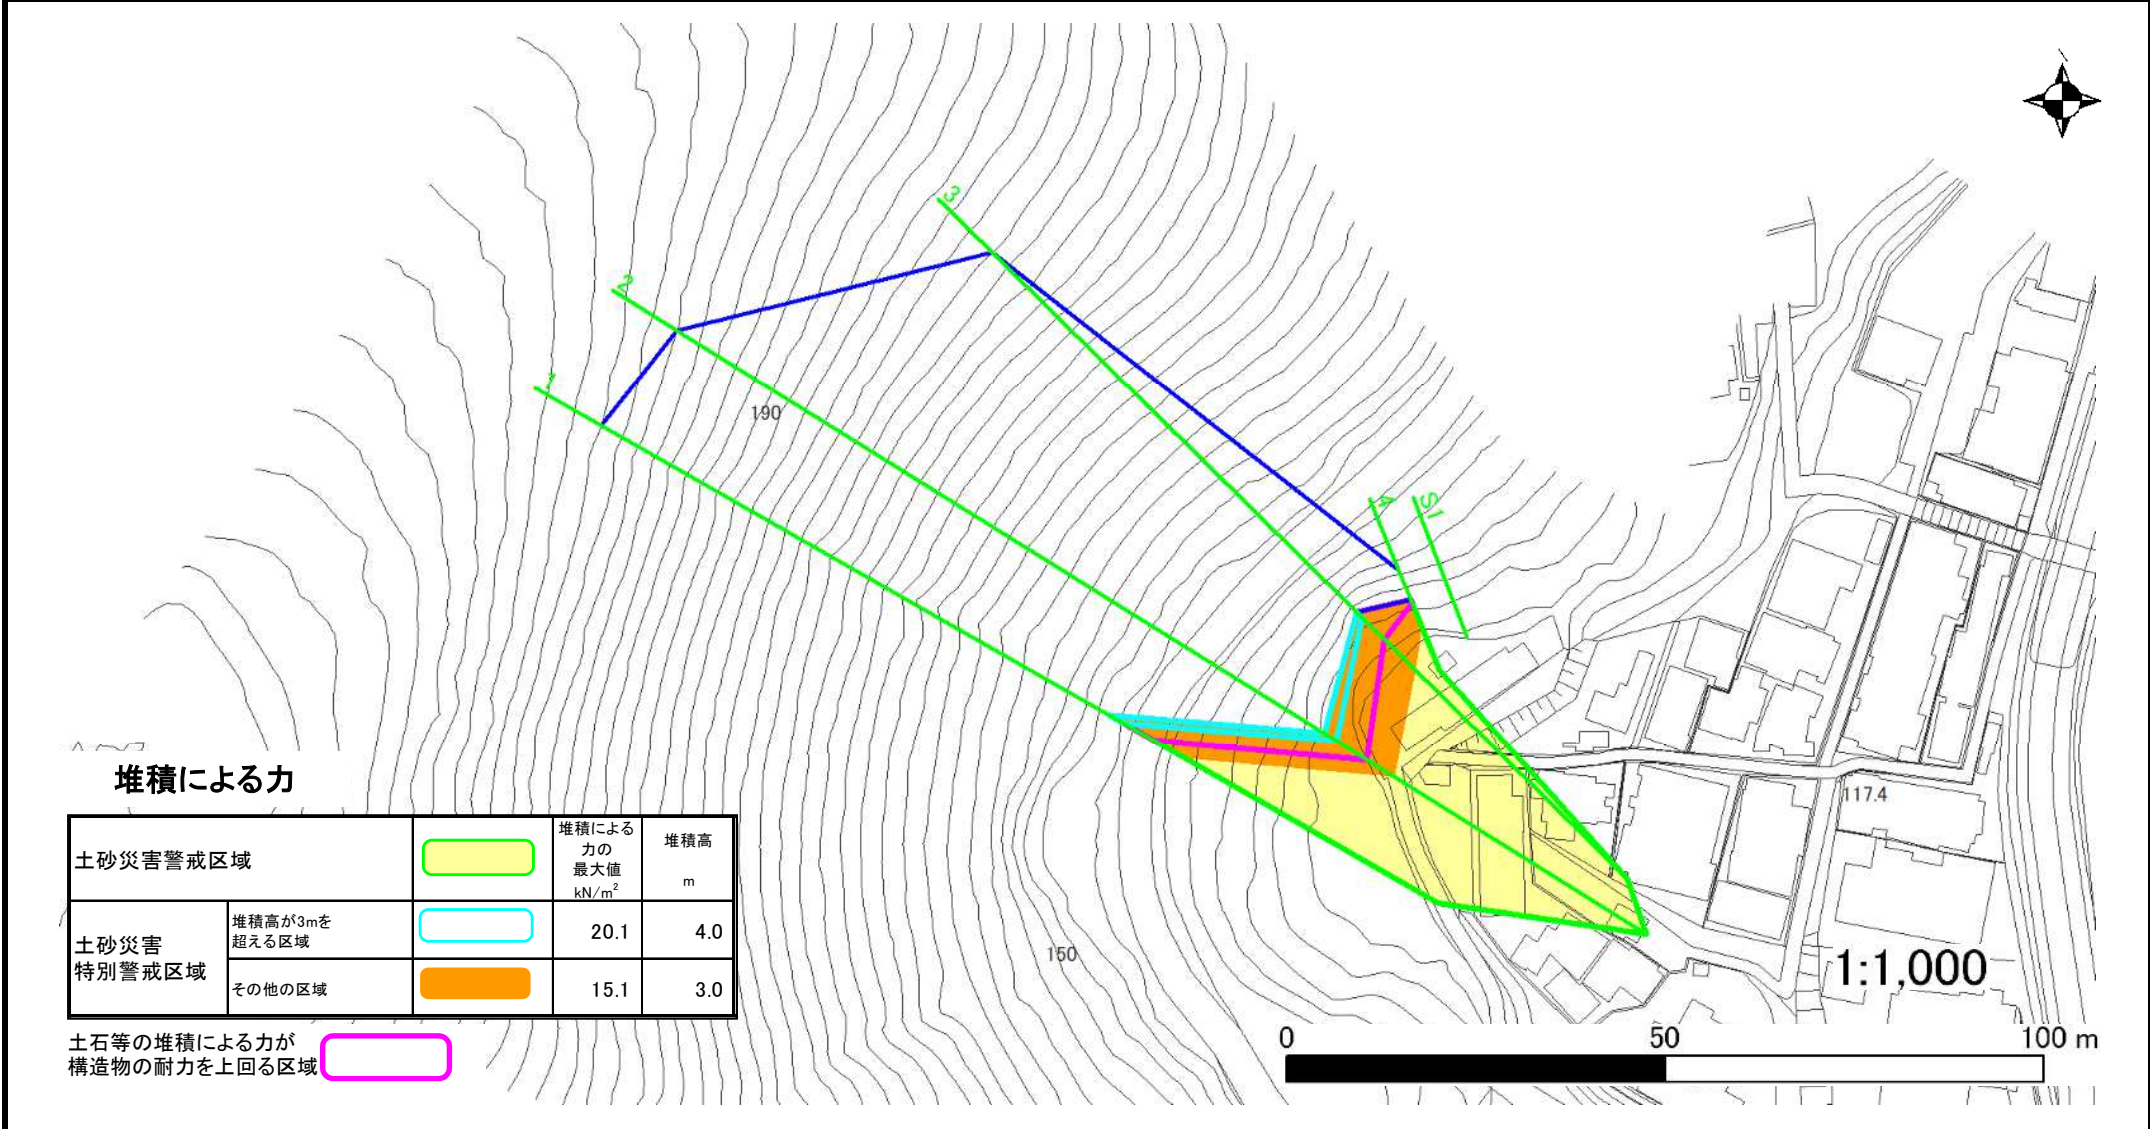 3
2
1
190
A
S1
堆積による力
堆積による
力の
最大値
kN/m²
堆積高
m
土砂災害警戒区域
土砂災害
特別警戒区域
堆積高が3mを
超える区域
20.1
4.0
その他の区域
15.1
3.0
土石等の堆積による力が
構造物の耐力を上回る区域
150
117.4
1:1,000
0
50
100 m